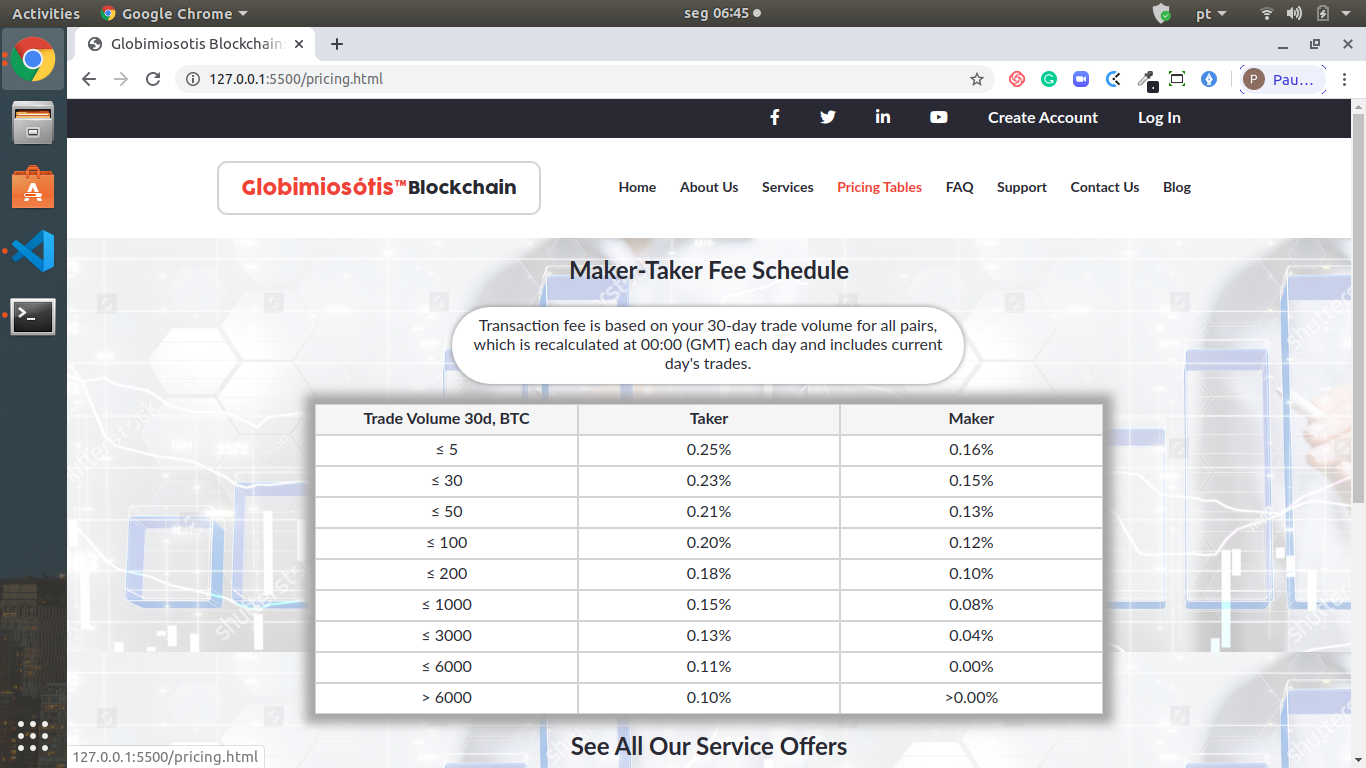 Activities Google Chrome seg 06:45 pt
Globimiosotis Blockchain
127.0.0.1:5500/pricing.html P Pau...
Create Account Log In
Globimiosótis™Blockchain
Home About Us Services Pricing Tables FAQ Support Contact Us Blog
Maker-Taker Fee Schedule
Transaction fee is based on your 30-day trade volume for all pairs,
which is recalculated at 00:00 (GMT) each day and includes current
day's trades.
Trade Volume 30d, BTC Taker Maker
≤ 5 0.25% 0.16%
≤ 30 0.23% 0.15%
≤ 50 0.21% 0.13%
≤ 100 0.20% 0.12%
≤ 200 0.18% 0.10%
≤ 1000 0.15% 0.08%
≤ 3000 0.13% 0.04%
≤ 6000 0.11% 0.00%
> 6000 0.10% >0.00%
See All Our Service Offers
127.0.0.1:5500/pricing.html
shutterstock
2572